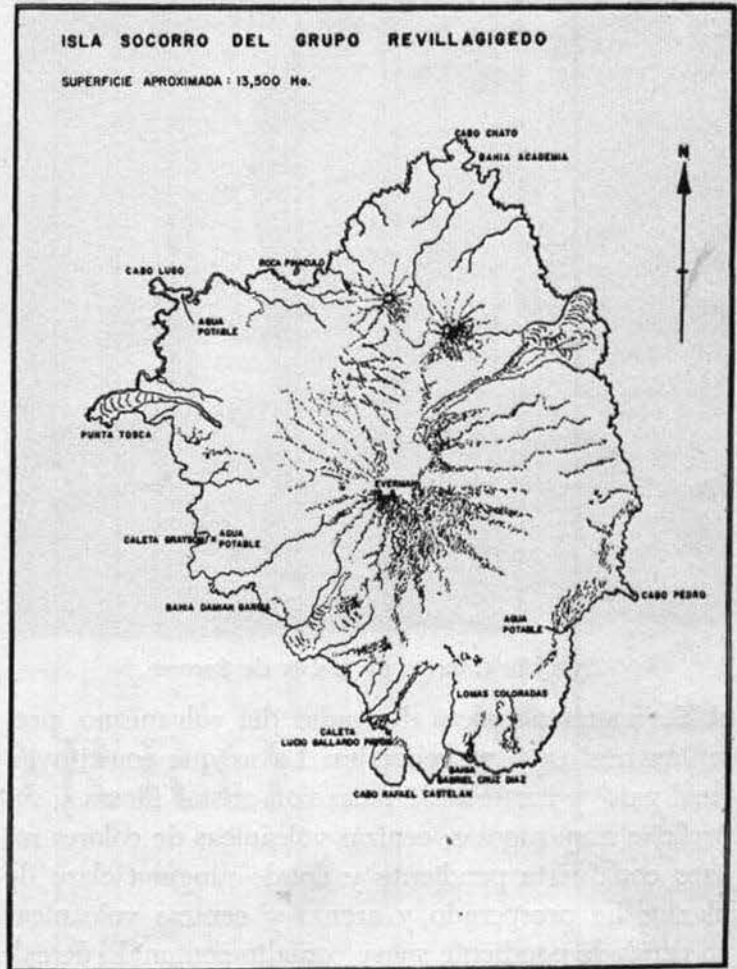 ISLA SOCORRO DEL GRUPO REVILLAGIGEDO
SUPERFICIE APROXIMADA : 13,500 Ha.
CABO CHATO
BAHIA ACADEMIA
N
ROCA PINACULO
CABO LUGO
AGUA
POTABLE
PUNTA TOSCA
EVERMANN
CALETA GRAYSON
AGUA
POTABLE
BAHIA DAMIAN GARCIA
CABO PEDRO
AGUA
POTABLE
LOMAS COLORADAS
CALETA
LUCIO GALLARDO
BAHIA
GABRIEL CRUZ DIAZ
CABO RAFAEL CASTELAN